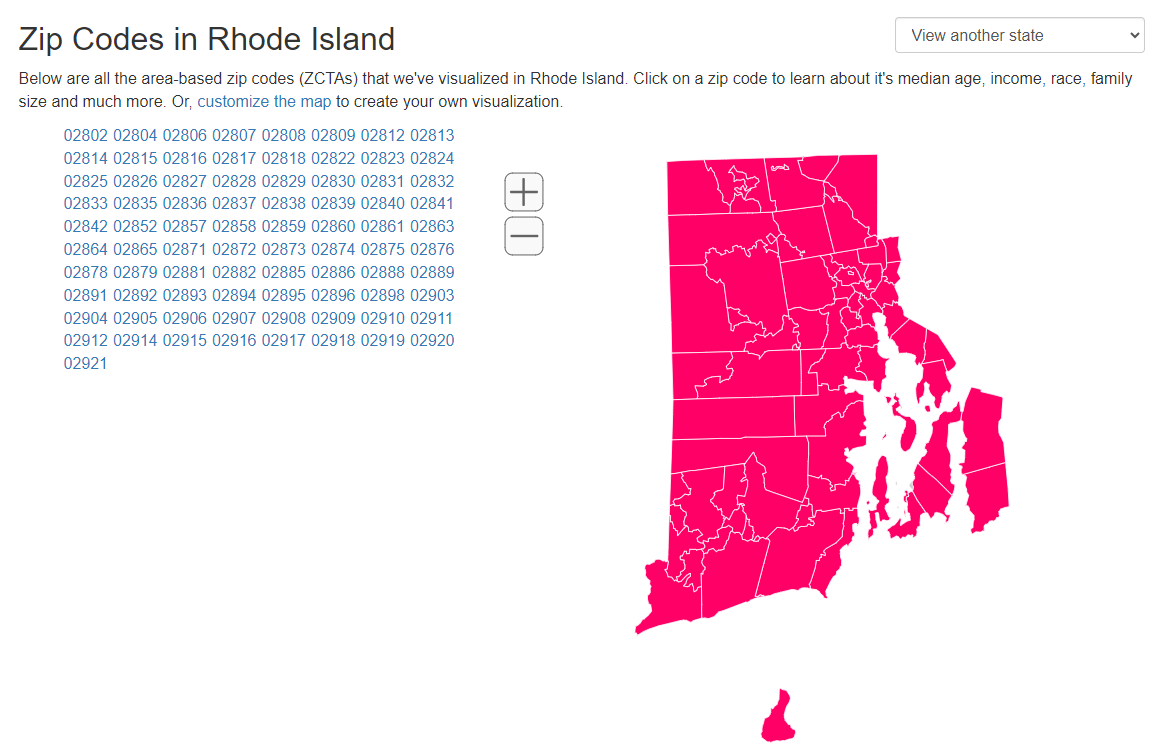 Zip Codes in Rhode Island
View another state
Below are all the area-based zip codes (ZCTAs) that we've visualized in Rhode Island. Click on a zip code to learn about it's median age, income, race, family
size and much more. Or, customize the map to create your own visualization.
02802 02804 02806 02807 02808 02809 02812 02813
02814 02815 02816 02817 02818 02822 02823 02824
02825 02826 02827 02828 02829 02830 02831 02832
02833 02835 02836 02837 02838 02839 02840 02841
02842 02852 02857 02858 02859 02860 02861 02863
02864 02865 02871 02872 02873 02874 02875 02876
02878 02879 02881 02882 02885 02886 02888 02889
02891 02892 02893 02894 02895 02896 02898 02903
02904 02905 02906 02907 02908 02909 02910 02911
02912 02914 02915 02916 02917 02918 02919 02920
02921